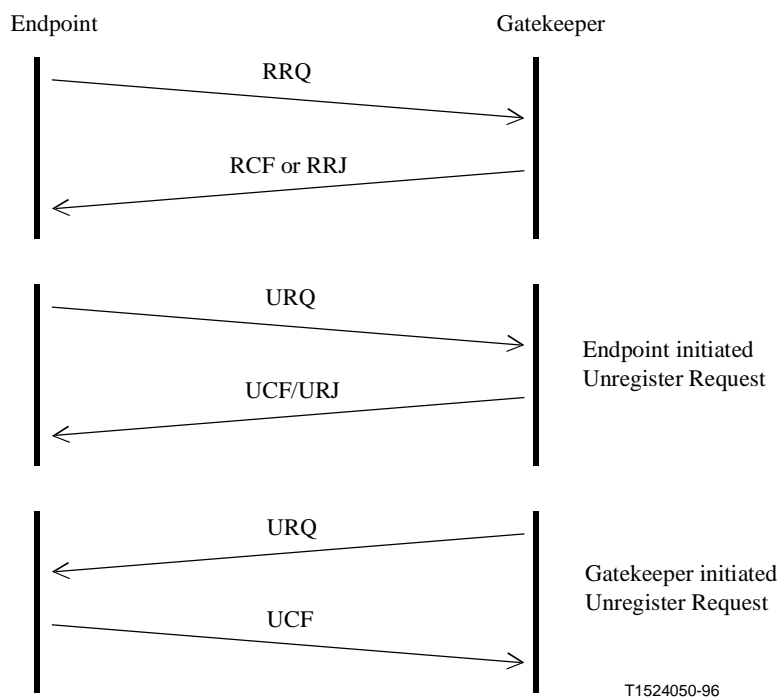 Endpoint
Gatekeeper
RRQ
RCF or RRJ
URQ
Endpoint initiated
Unregister Request
UCF/URJ
URQ
Gatekeeper initiated
Unregister Request
UCF
T1524050-96